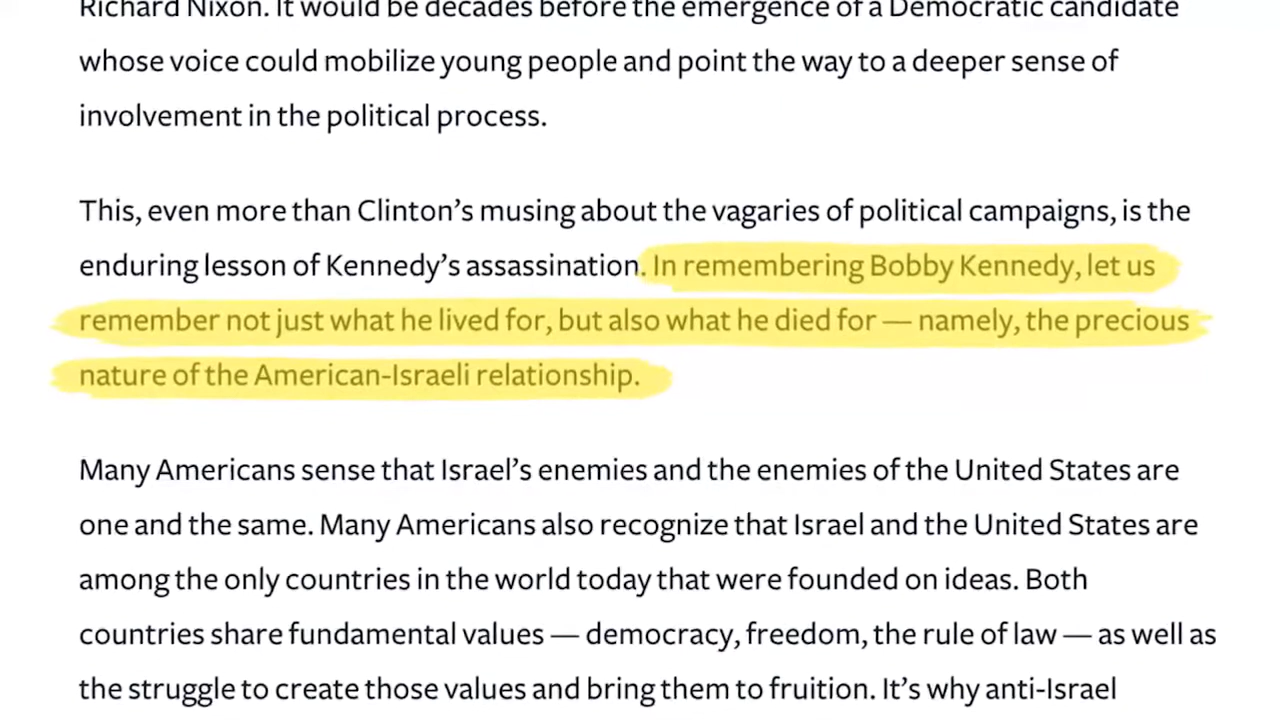 Richard Nixon. It would be decades before the emergence of a Democratic candidate
whose voice could mobilize young people and point the way to a deeper sense of
involvement in the political process.
This, even more than Clinton’s musing about the vagaries of political campaigns, is the
enduring lesson of Kennedy’s assassination. In remembering Bobby Kennedy, let us
remember not just what he lived for, but also what he died for — namely, the precious
nature of the American-Israeli relationship.
Many Americans sense that Israel’s enemies and the enemies of the United States are
one and the same. Many Americans also recognize that Israel and the United States are
among the only countries in the world today that were founded on ideas. Both
countries share fundamental values — democracy, freedom, the rule of law — as well as
the struggle to create those values and bring them to fruition. It’s why anti-Israel